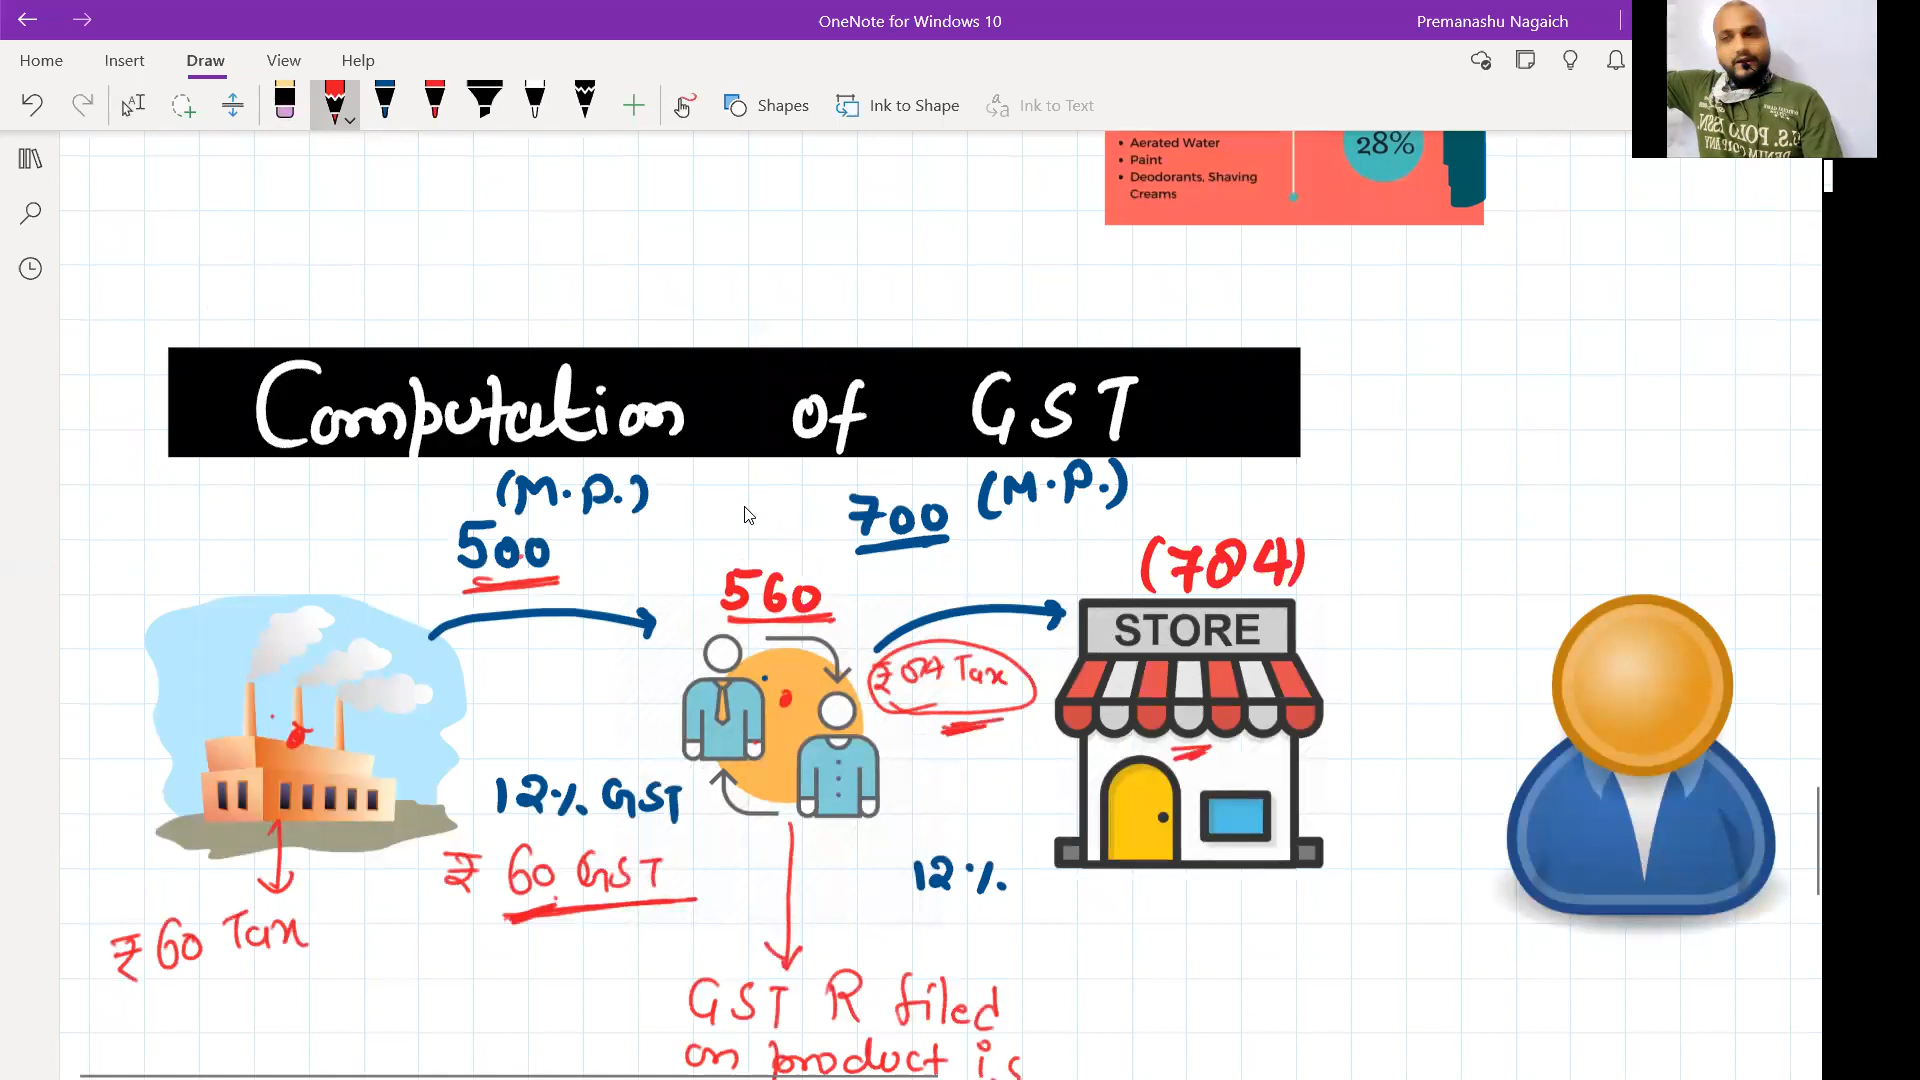 OneNote for Windows 10
Premanashu Nagaich
Home Insert Draw View Help
Shapes Ink to Shape Ink to Text
• Aerated Water
• Paint
• Deodorants, Shaving
Creams
28%
Computation of GST
(M.P.)
500
700 (M.P.)
560
(704)
₹ 04 Tax
STORE
12% GST
₹ 60 GST
12%
₹60 Tax
GST R filed
on product is